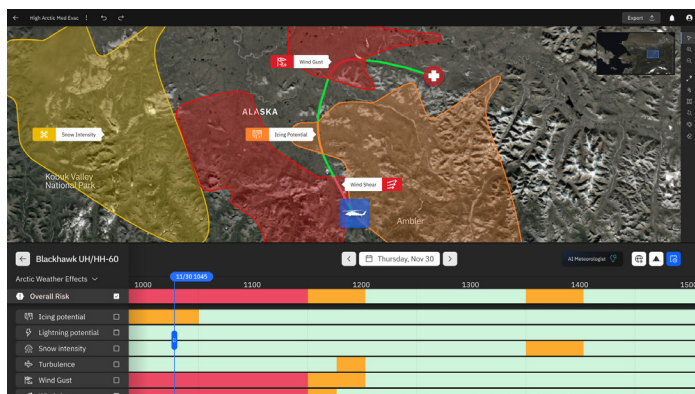 High Arctic Med Evac
Export
Wind Gust
ALASKA
Snow Intensity
Icing Potential
Kobuk Valley
National Park
Wind Shear
Ambler
Blackhawk UH/HH-60
Thursday, Nov 30
AI Meteorologist
Arctic Weather Effects
11/30 1045
1000
1100
1200
1300
1400
1500
Overall Risk
Icing potential
Lightning potential
Snow intensity
Turbulence
Wind Gust